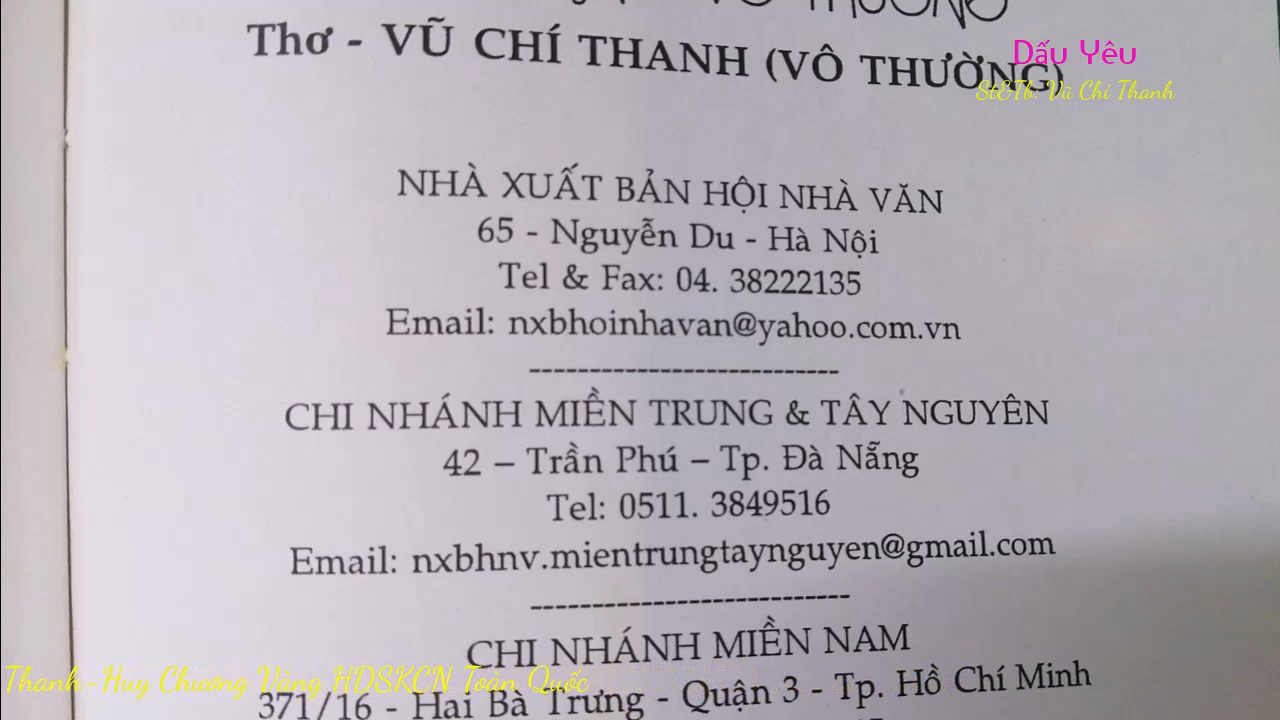 VÔ THƯỜNG
Thơ - VŨ CHÍ THANH (VÔ THƯỜNG)
Dấu Yêu
St&Tb: Vũ Chí Thanh
NHÀ XUẤT BẢN HỘI NHÀ VĂN
65 - Nguyễn Du - Hà Nội
Tel & Fax: 04. 38222135
Email: nxbhoinhavan@yahoo.com.vn
--------------------------
CHI NHÁNH MIỀN TRUNG & TÂY NGUYÊN
42 – Trần Phú – Tp. Đà Nẵng
Tel: 0511. 3849516
Email: nxbhnv.mientrungtaynguyen@gmail.com
--------------------------
CHI NHÁNH MIỀN NAM
Thanh-Huy Chương Vàng HDSKCN Toàn Quốc
371/16 - Hai Bà Trưng - Quận 3 - Tp. Hồ Chí Minh